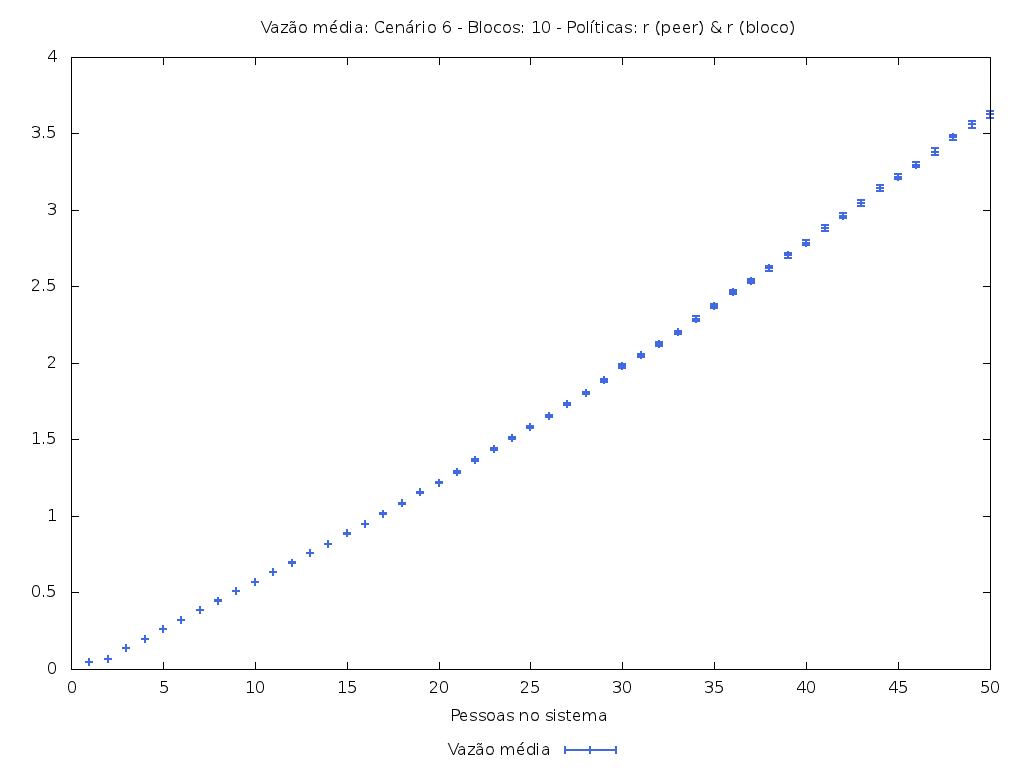 Vazão média: Cenário 6 - Blocos: 10 - Políticas: r (peer) & r (bloco)
4
3.5
3
2.5
2
1.5
1
0.5
0
0 5 10 15 20 25 30 35 40 45 50
Pessoas no sistema
Vazão média